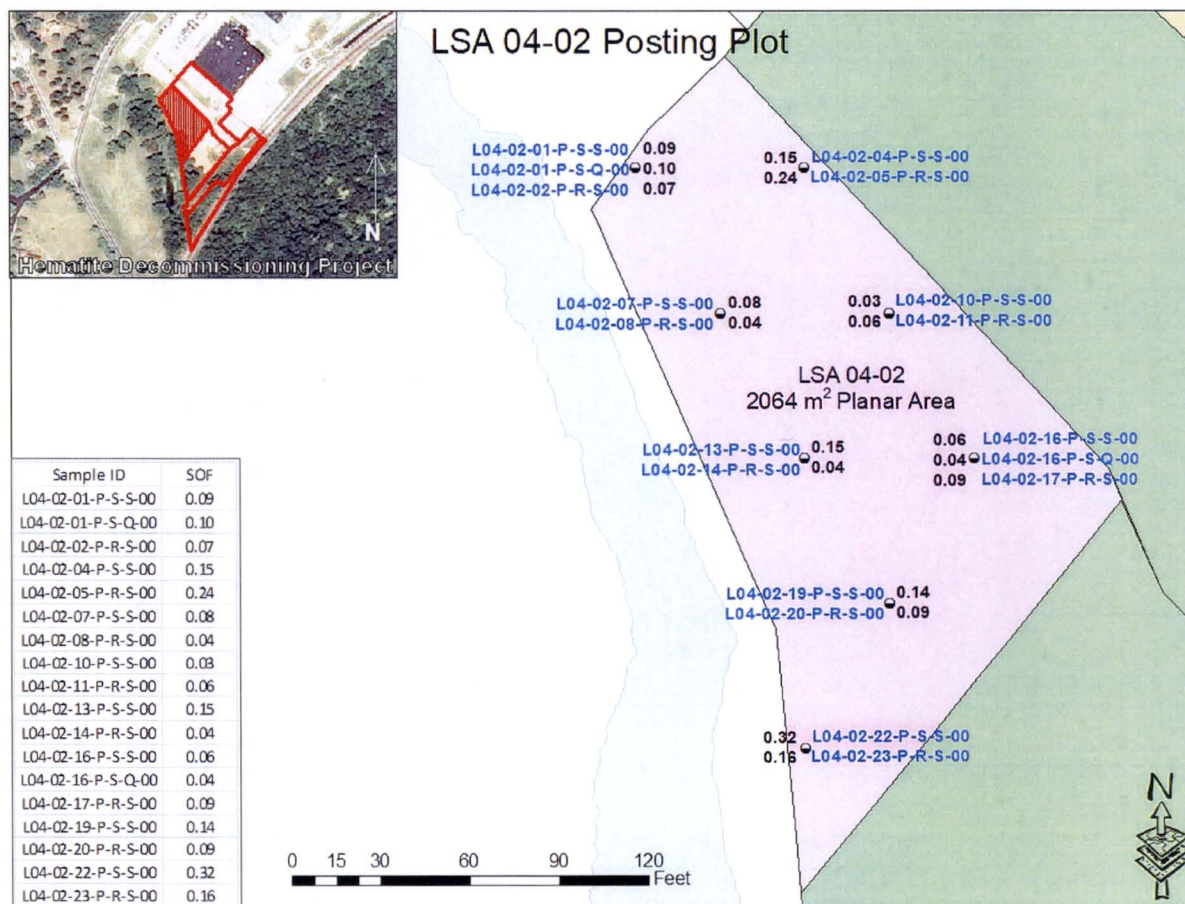 LSA 04-02 Posting Plot
N
Hematite Decommissioning Project
L04-02-01-P-S-S-00 0.09
L04-02-01-P-S-Q-00 0.10
L04-02-02-P-R-S-00 0.07
0.15 L04-02-04-P-S-S-00
0.24 L04-02-05-P-R-S-00
L04-02-07-P-S-S-00 0.08
L04-02-08-P-R-S-00 0.04
0.03 L04-02-10-P-S-S-00
0.06 L04-02-11-P-R-S-00
LSA 04-02
2064 m² Planar Area
L04-02-13-P-S-S-00 0.15
L04-02-14-P-R-S-00 0.04
0.06 L04-02-16-P-S-S-00
0.04 L04-02-16-P-S-Q-00
0.09 L04-02-17-P-R-S-00
L04-02-19-P-S-S-00 0.14
L04-02-20-P-R-S-00 0.09
0.32 L04-02-22-P-S-S-00
0.16 L04-02-23-P-R-S-00
Sample ID SOF
L04-02-01-P-S-S-00 0.09
L04-02-01-P-S-Q-00 0.10
L04-02-02-P-R-S-00 0.07
L04-02-04-P-S-S-00 0.15
L04-02-05-P-R-S-00 0.24
L04-02-07-P-S-S-00 0.08
L04-02-08-P-R-S-00 0.04
L04-02-10-P-S-S-00 0.03
L04-02-11-P-R-S-00 0.06
L04-02-13-P-S-S-00 0.15
L04-02-14-P-R-S-00 0.04
L04-02-16-P-S-S-00 0.06
L04-02-16-P-S-Q-00 0.04
L04-02-17-P-R-S-00 0.09
L04-02-19-P-S-S-00 0.14
L04-02-20-P-R-S-00 0.09
L04-02-22-P-S-S-00 0.32
L04-02-23-P-R-S-00 0.16
0 15 30 60 90 120
Feet
N